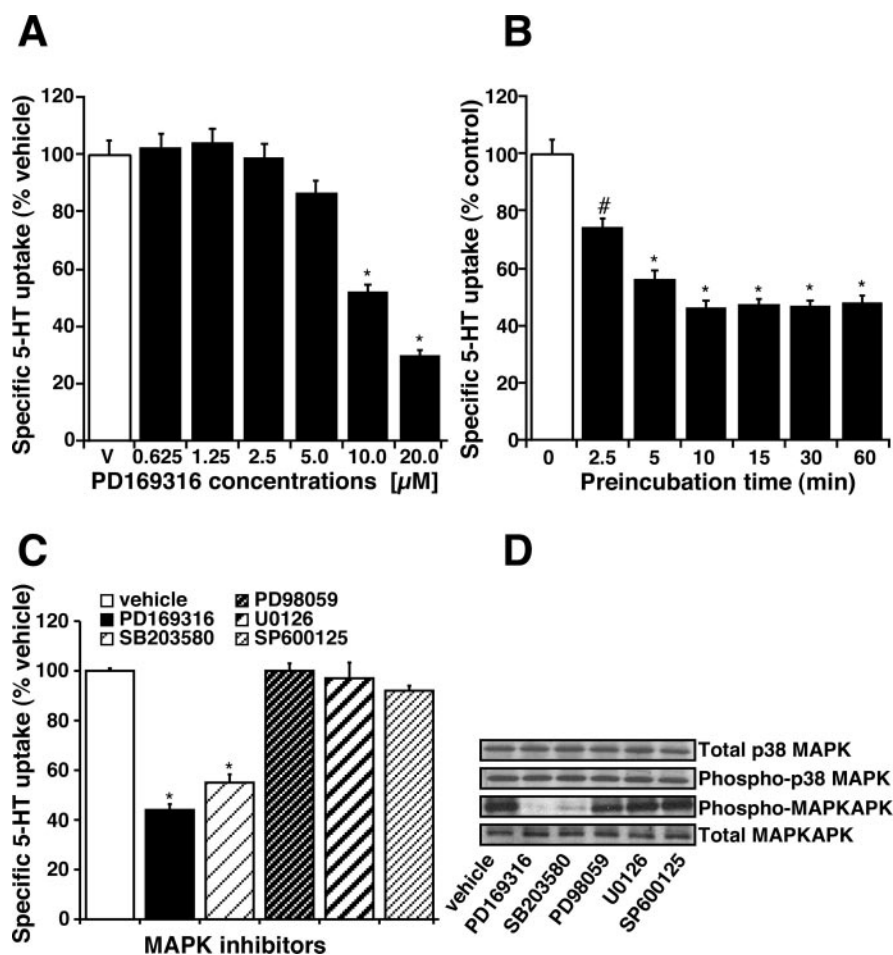 A
B
Specific 5-HT uptake (% vehicle)
120
100
80
60
40
20
0
*
*
V 0.625 1.25 2.5 5.0 10.0 20.0
PD169316 concentrations [µM]
Specific 5-HT uptake (% control)
120
100
80
60
40
20
0
#
* * * * *
0 2.5 5 10 15 30 60
Preincubation time (min)
C
D
Specific 5-HT uptake (% vehicle)
120
100
80
60
40
20
0
vehicle PD98059
PD169316 U0126
SB203580 SP600125
*
*
MAPK inhibitors
Total p38 MAPK
Phospho-p38 MAPK
Phospho-MAPKAPK
Total MAPKAPK
vehicle
PD169316
SB203580
PD98059
U0126
SP600125